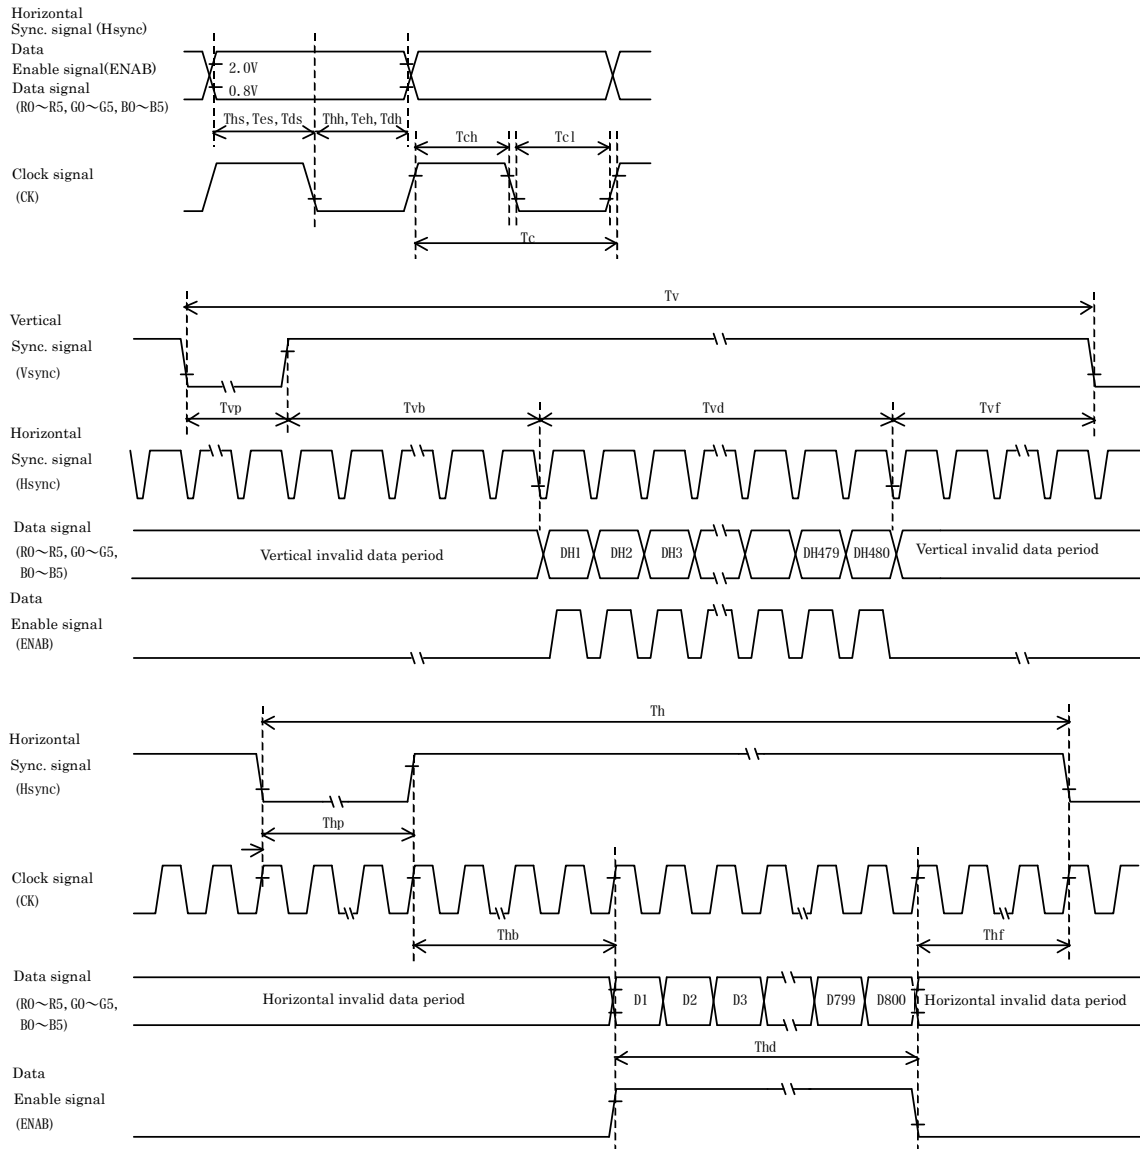 Horizontal
Sync. signal (Hsync)
Data
Enable signal(ENAB)
Data signal
(R0～R5, G0～G5, B0～B5)
2.0V
0.8V
Ths, Tes, Tds
Thh, Teh, Tdh
Tch
Tcl
Clock signal
(CK)
Tc
Tv
Vertical
Sync. signal
(Vsync)
Tvp
Tvb
Tvd
Tvf
Horizontal
Sync. signal
(Hsync)
Data signal
(R0～R5, G0～G5,
B0～B5)
Vertical invalid data period
DH1
DH2
DH3
DH479
DH480
Vertical invalid data period
Data
Enable signal
(ENAB)
Th
Horizontal
Sync. signal
(Hsync)
Thp
Clock signal
(CK)
Thb
Thf
Data signal
(R0～R5, G0～G5,
B0～B5)
Horizontal invalid data period
D1
D2
D3
D799
D800
Horizontal invalid data period
Thd
Data
Enable signal
(ENAB)